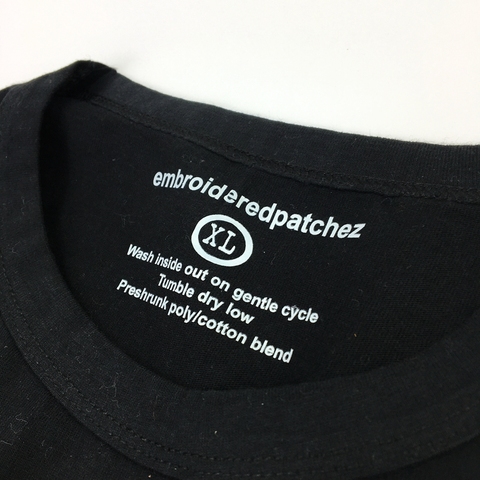 embroideredpatchez
XL
Wash inside out on gentle cycle
Tumble dry low
Preshrunk poly/cotton blend